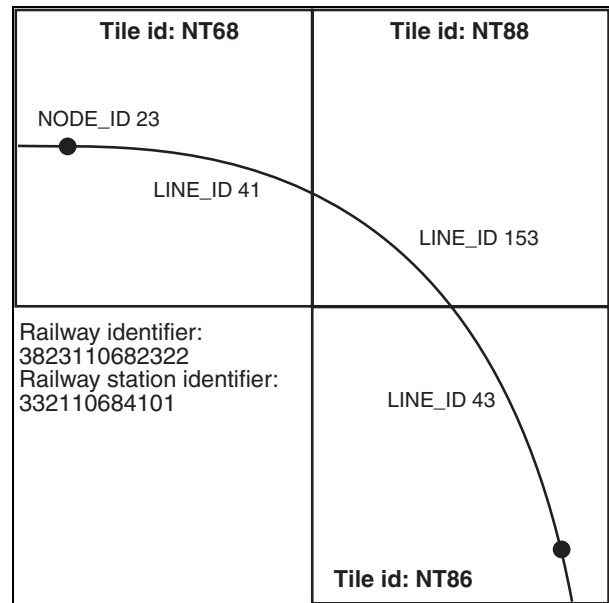 Tile id: NT68
Tile id: NT88
NODE_ID 23
LINE_ID 41
LINE_ID 153
Railway identifier:
3823110682322
Railway station identifier:
332110684101
LINE_ID 43
Tile id: NT86